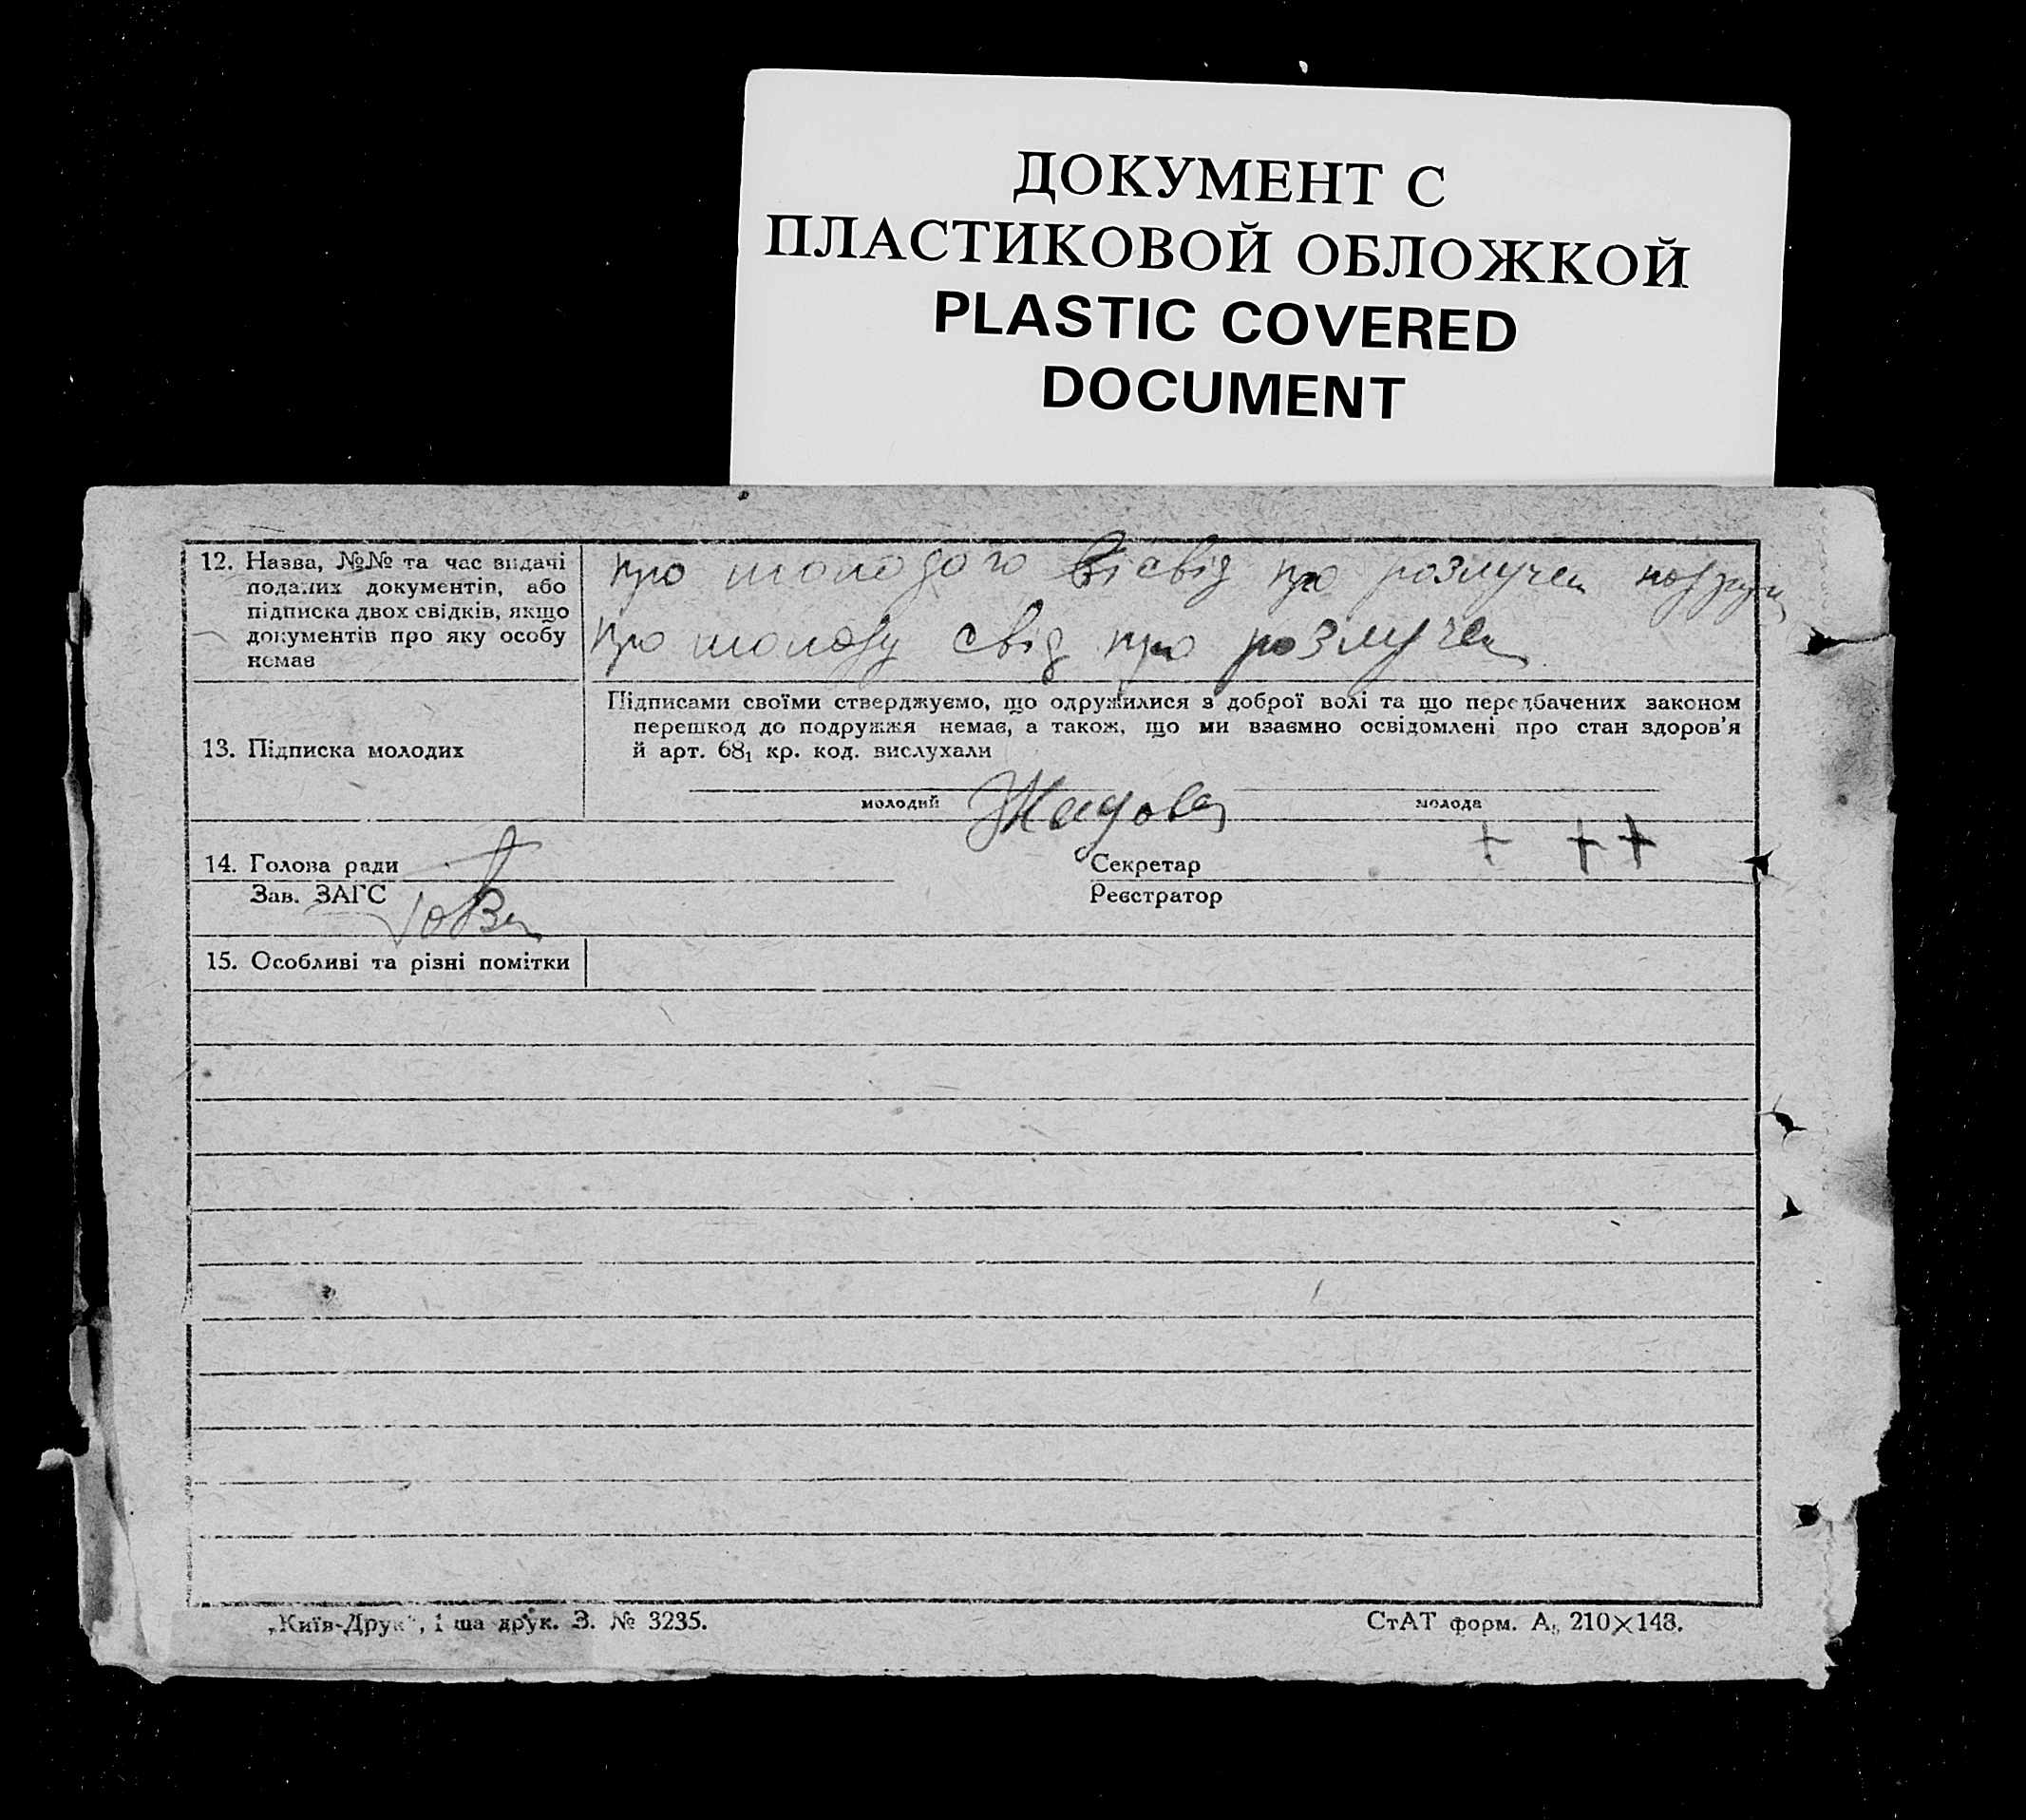 ДОКУМЕНТ С
ПЛАСТИКОВОЙ ОБЛОЖКОЙ
PLASTIC COVERED
DOCUMENT
12. Назва, №№ та час видачі
поданих документів, або
підписка двох свідків, якщо
документів про яку особу
немає
про молодого свід про розлучен
про молоду свід про розлучен
Підписами своїми стверджуємо, що одружилися з доброї волі та що передбачених законом
перешкод до подружжя немає, а також, що ми взаємно освідомлені про стан здоров'я
й арт. 68₁ кр. код. вислухали
13. Підписка молодих
молодий
молода
+ + +
14. Голова ради
Секретар
Зав. ЗАГС
Реєстратор
15. Особливі та різні помітки
„Київ-Друк", 1 ша друк. З. № 3235.
СтАТ форм. А₅ 210×148.